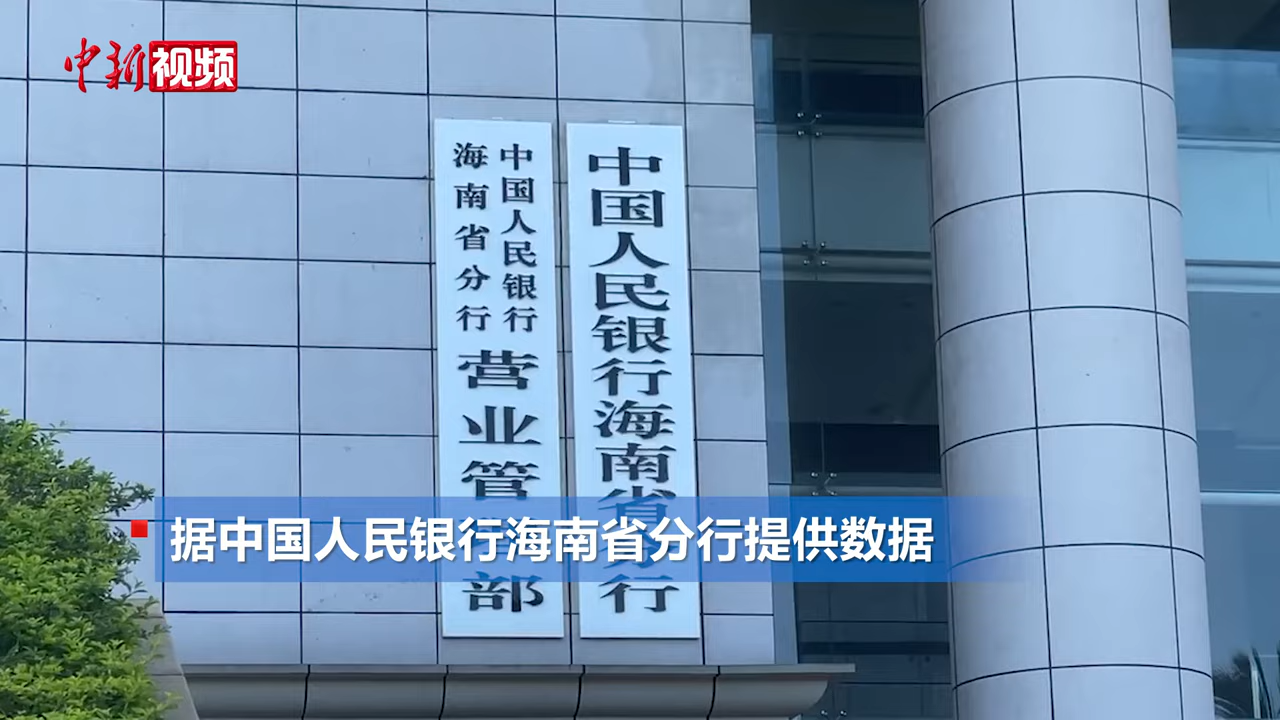 中新视频
中国人民银行海南省分行
中国人民银行
海南省分行
营业管理部
据中国人民银行海南省分行提供数据